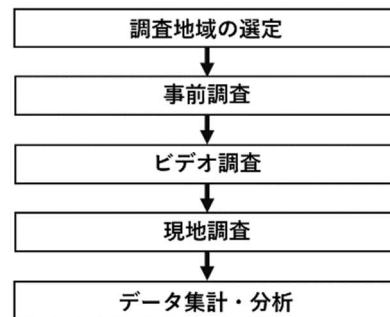 調査地域の選定
事前調査
ビデオ調査
現地調査
データ集計・分析